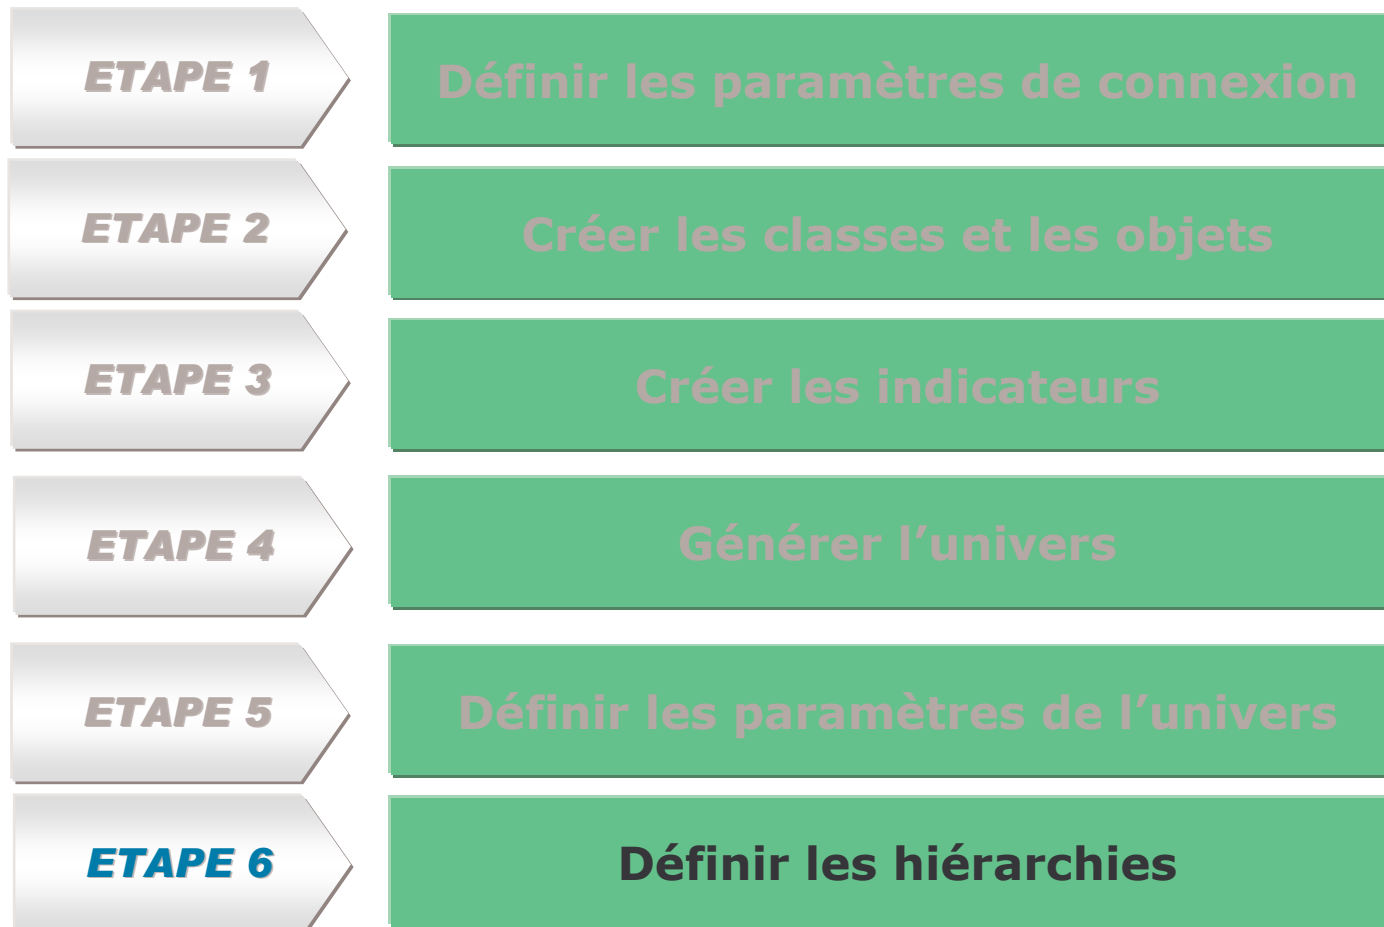 ETAPE 1
Définir les paramètres de connexion
ETAPE 2
Créer les classes et les objets
ETAPE 3
Créer les indicateurs
ETAPE 4
Générer l’univers
ETAPE 5
Définir les paramètres de l’univers
ETAPE 6
Définir les hiérarchies